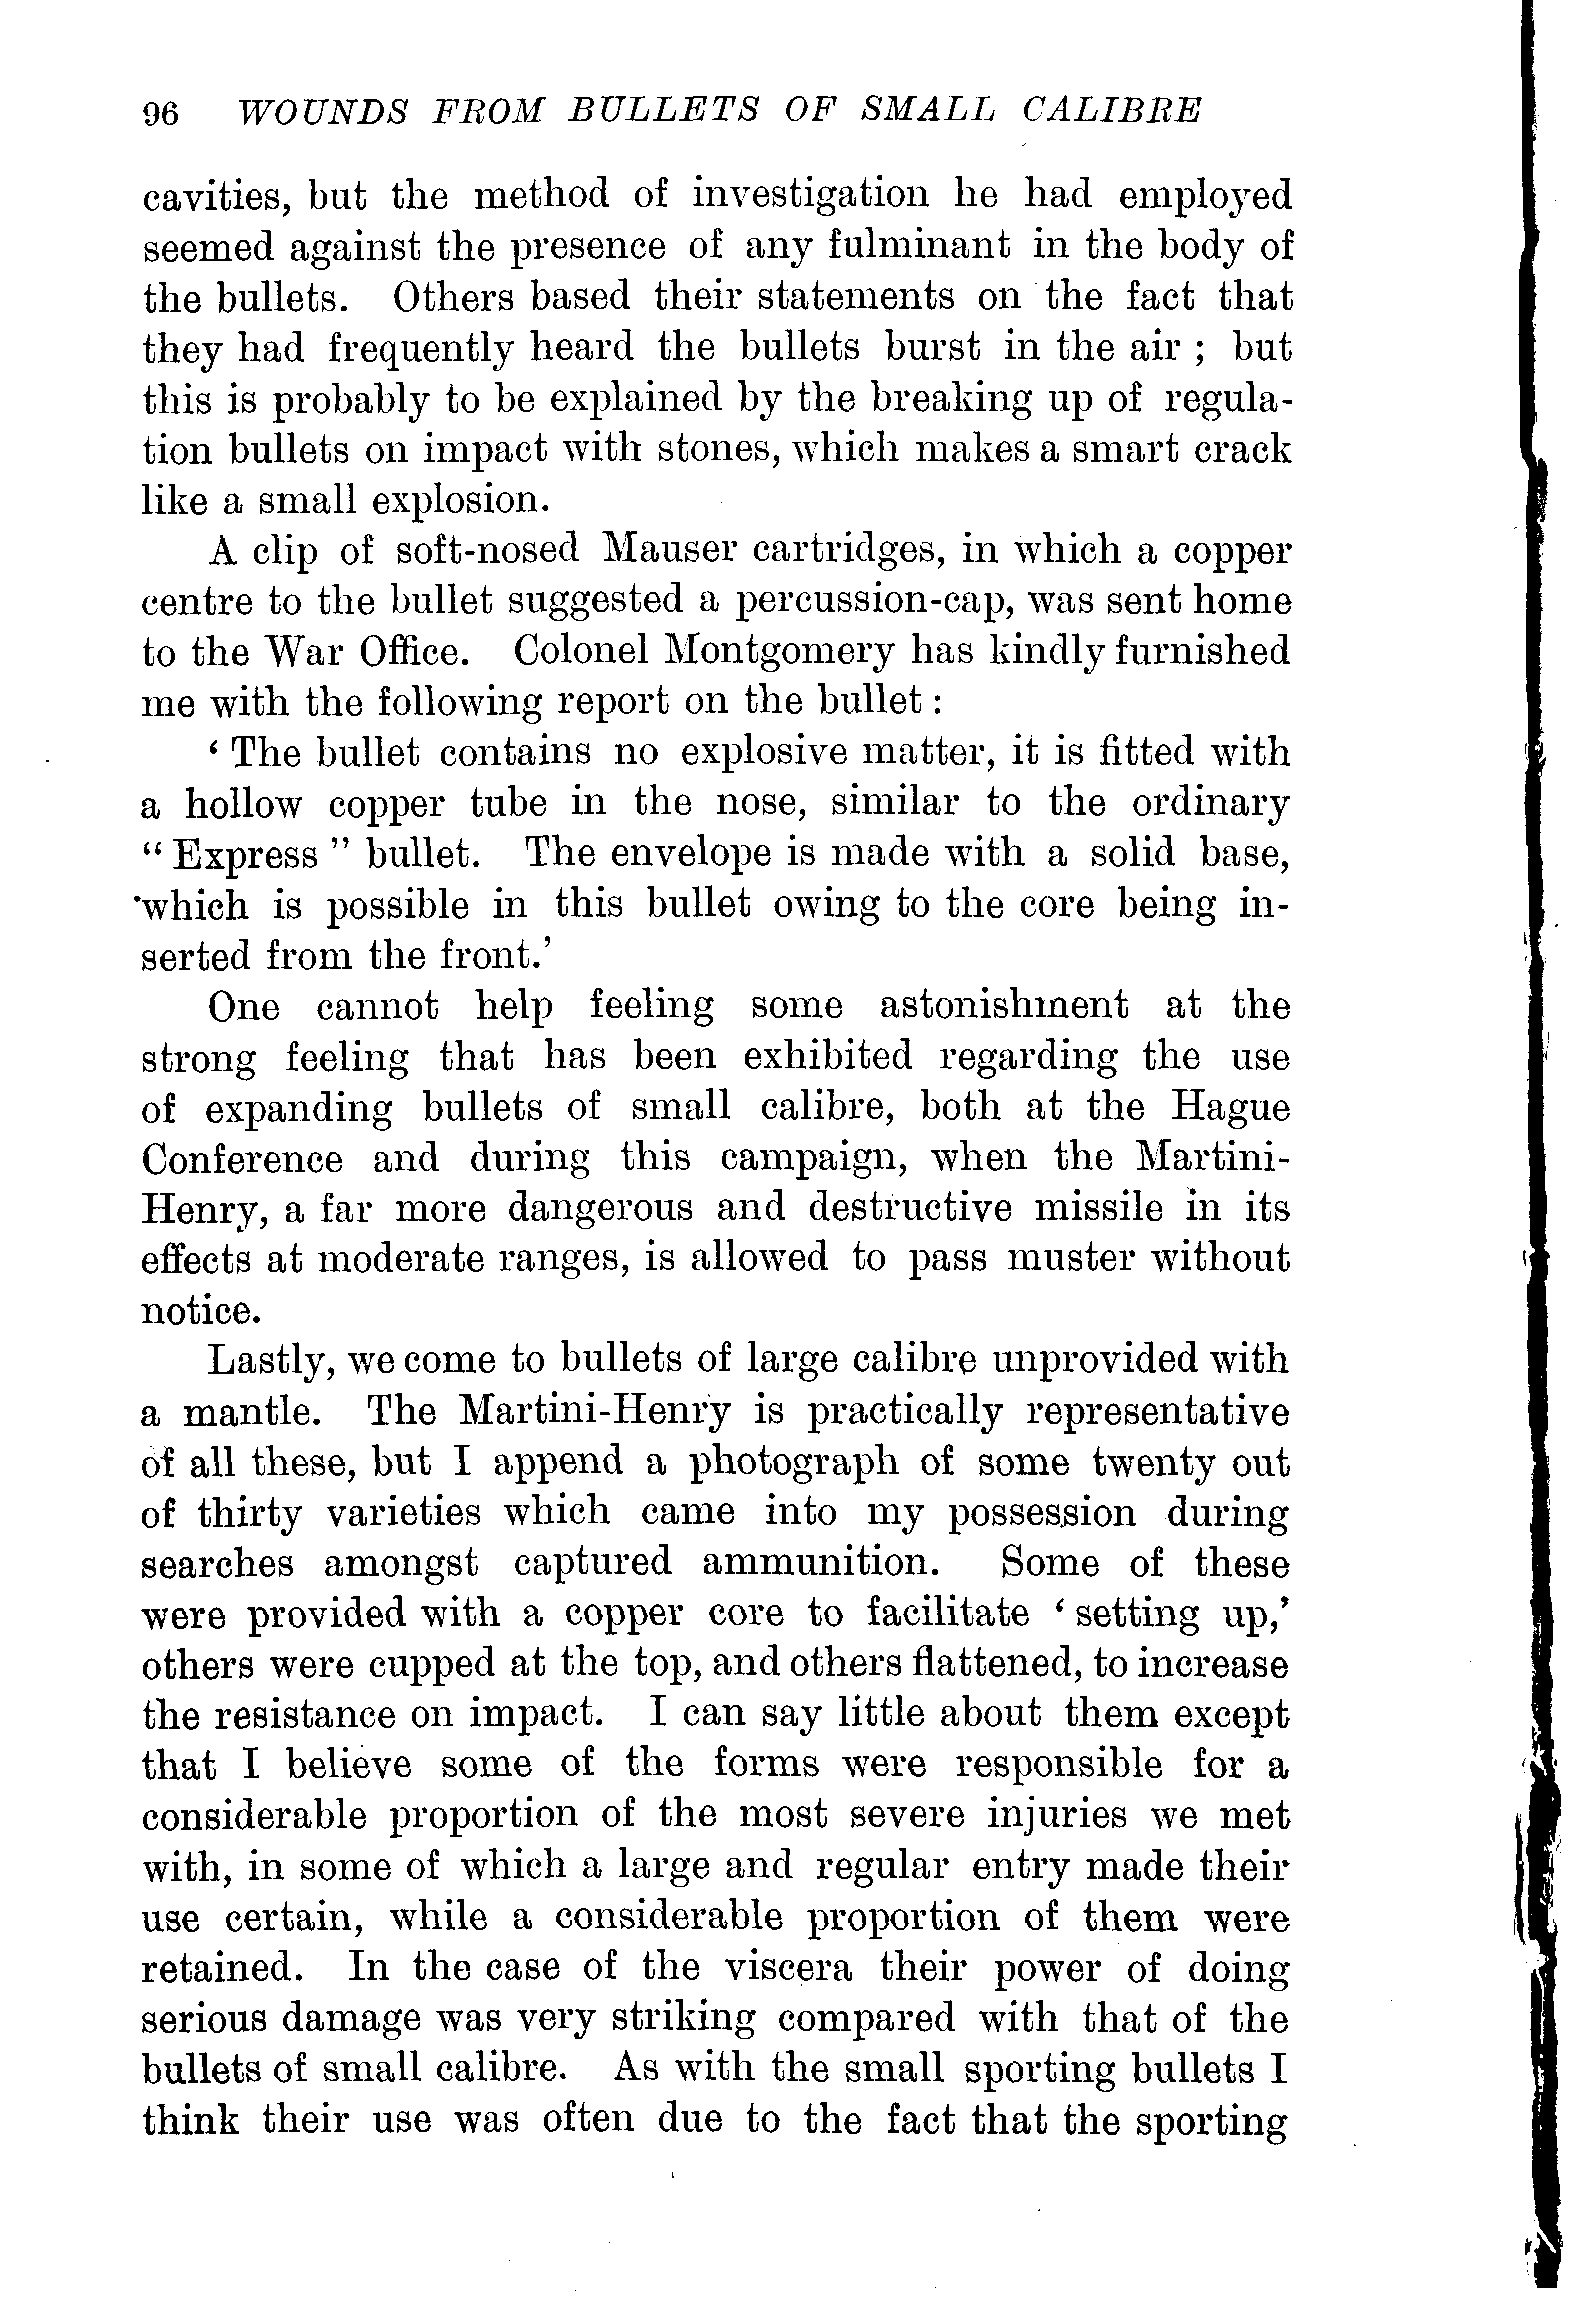 96 WOUNDS FROM BULLETS OF SMALL CALIBRE
cavities, but the method of investigation he had employed
seemed against the presence of any fulminant in the body of
the bullets. Others based their statements on the fact that
they had frequently heard the bullets burst in the air ; but
this is probably to be explained by the breaking up of regula-
tion bullets on impact with stones, which makes a smart crack
like a small explosion.
A clip of soft-nosed Mauser cartridges, in which a copper
centre to the bullet suggested a percussion-cap, was sent home
to the War Office. Colonel Montgomery has kindly furnished
me with the following report on the bullet :
‘ The bullet contains no explosive matter, it is fitted with
a hollow copper tube in the nose, similar to the ordinary
“ Express ” bullet. The envelope is made with a solid base,
which is possible in this bullet owing to the core being in-
serted from the front.’
One cannot help feeling some astonishment at the
strong feeling that has been exhibited regarding the use
of expanding bullets of small calibre, both at the Hague
Conference and during this campaign, when the Martini-
Henry, a far more dangerous and destructive missile in its
effects at moderate ranges, is allowed to pass muster without
notice.
Lastly, we come to bullets of large calibre unprovided with
a mantle. The Martini-Henry is practically representative
of all these, but I append a photograph of some twenty out
of thirty varieties which came into my possession during
searches amongst captured ammunition. Some of these
were provided with a copper core to facilitate ‘ setting up,’
others were cupped at the top, and others flattened, to increase
the resistance on impact. I can say little about them except
that I believe some of the forms were responsible for a
considerable proportion of the most severe injuries we met
with, in some of which a large and regular entry made their
use certain, while a considerable proportion of them were
retained. In the case of the viscera their power of doing
serious damage was very striking compared with that of the
bullets of small calibre. As with the small sporting bullets I
think their use was often due to the fact that the sporting